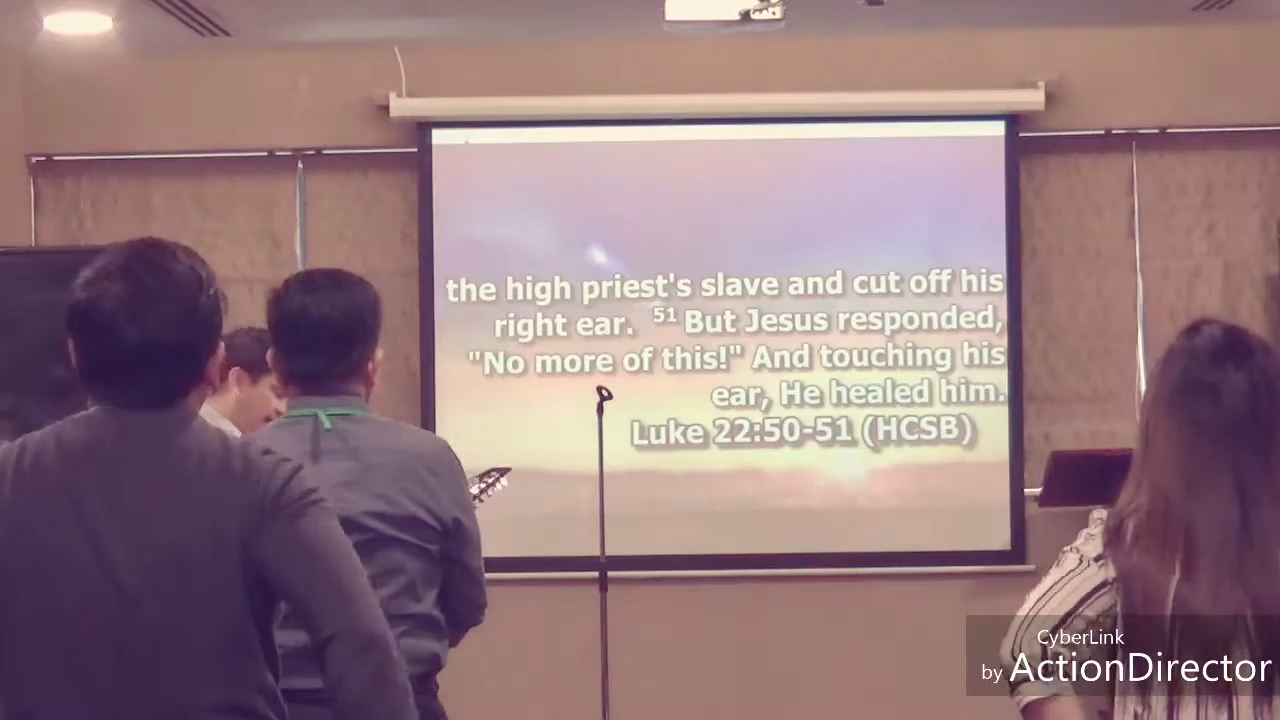 the high priest's slave and cut off his
right ear. 51 But Jesus responded,
"No more of this!" And touching his
ear, He healed him.
Luke 22:50-51 (HCSB)
CyberLink
by ActionDirector